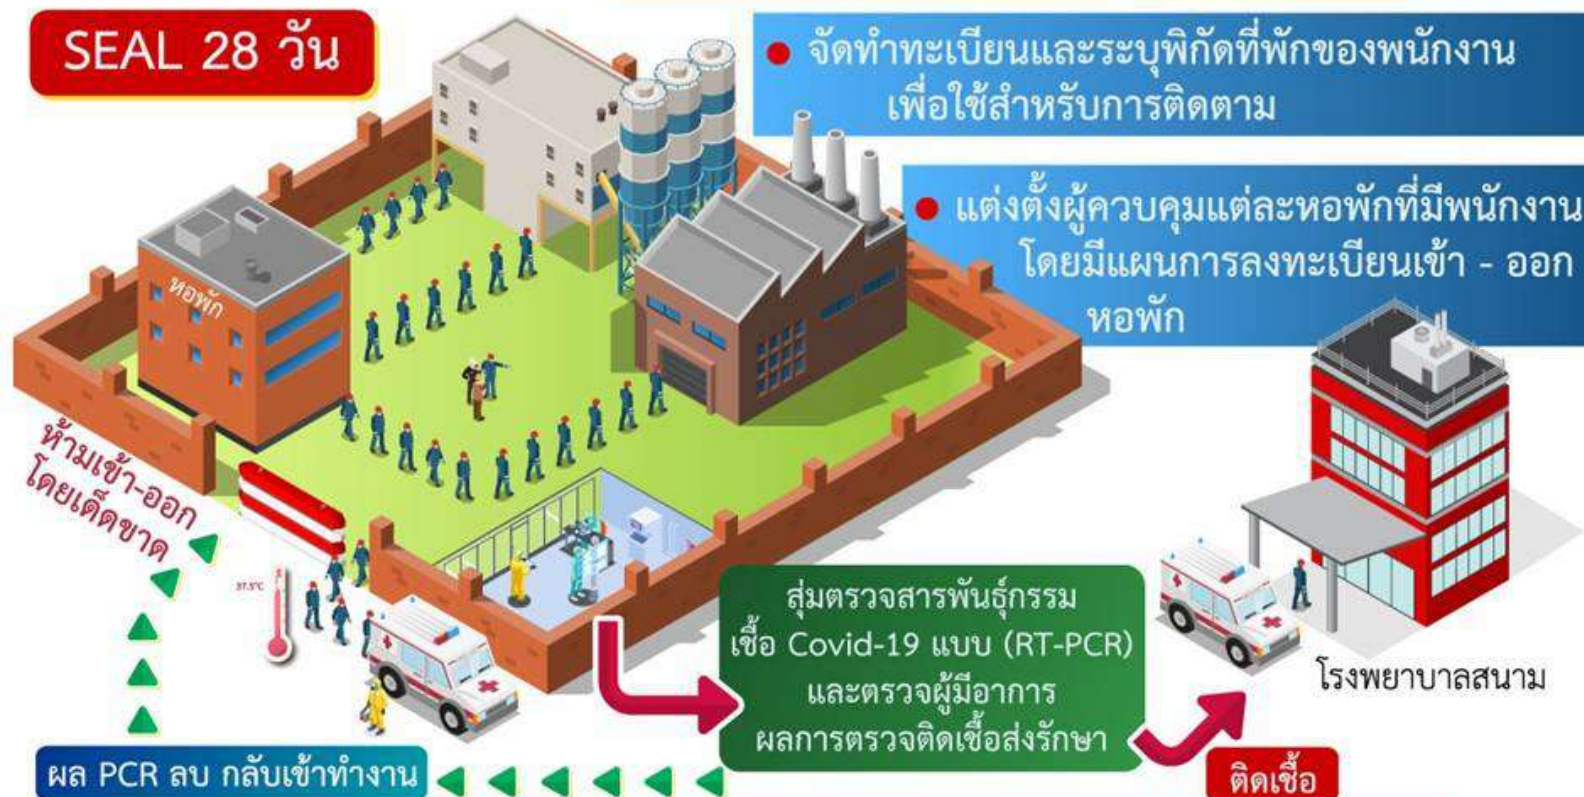 SEAL 28 วัน
● จัดทำทะเบียนและระบุพิกัดที่พักของพนักงาน
เพื่อใช้สำหรับการติดตาม
● แต่งตั้งผู้ควบคุมแต่ละหอพักที่มีพนักงาน
โดยมีแผนการลงทะเบียนเข้า - ออก
หอพัก
หอพัก
ห้ามเข้า-ออก
โดยเด็ดขาด
37.5°C
สุ่มตรวจสารพันธุ์กรรม
เชื้อ Covid-19 แบบ (RT-PCR)
และตรวจผู้มีอาการ
ผลการตรวจติดเชื้อส่งรักษา
โรงพยาบาลสนาม
ผล PCR ลบ กลับเข้าทำงาน
ติดเชื้อ